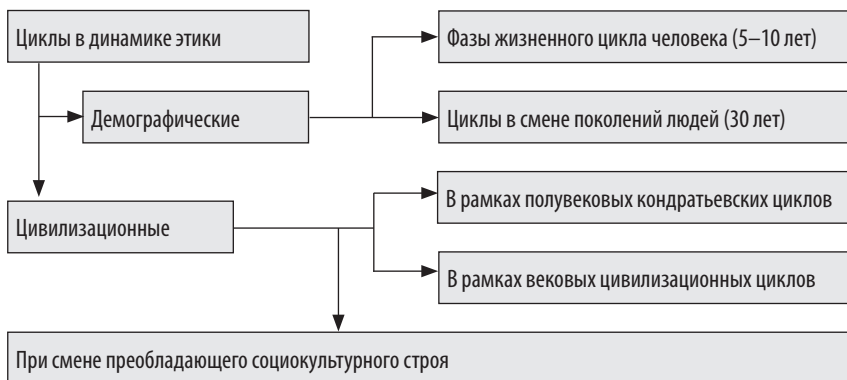 Циклы в динамике этики
Фазы жизненного цикла человека (5–10 лет)
Демографические
Циклы в смене поколений людей (30 лет)
В рамках полувековых кондратьевских циклов
Цивилизационные
В рамках вековых цивилизационных циклов
При смене преобладающего социокультурного строя